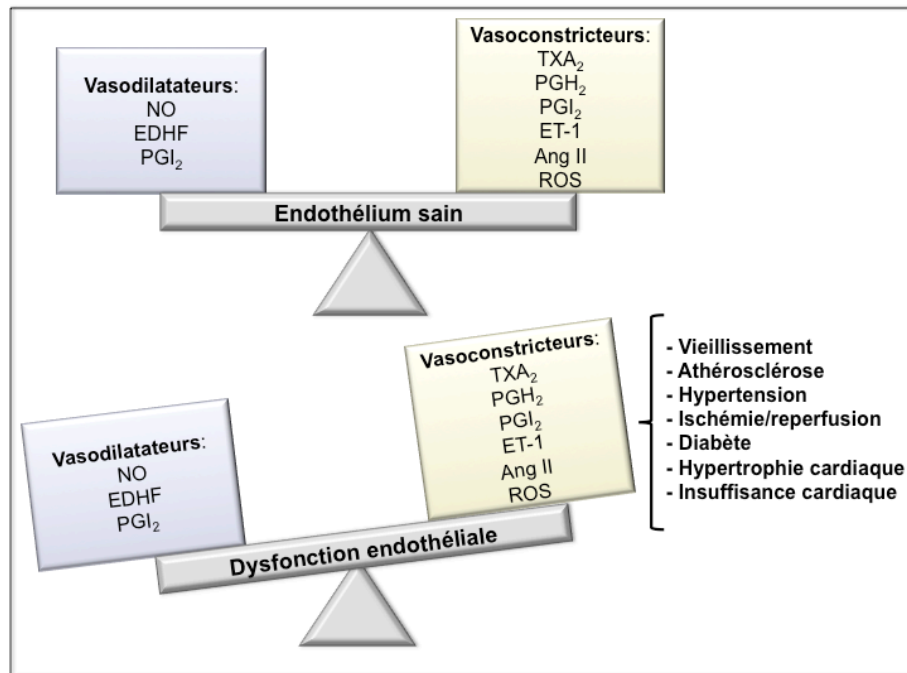 Vasodilatateurs:
NO
EDHF
PGI₂
Vasoconstricteurs:
TXA₂
PGH₂
PGI₂
ET-1
Ang II
ROS
Endothélium sain
Vasodilatateurs:
NO
EDHF
PGI₂
Vasoconstricteurs:
TXA₂
PGH₂
PGI₂
ET-1
Ang II
ROS
Dysfonction endothéliale
- Vieillissement
- Athérosclérose
- Hypertension
- Ischémie/reperfusion
- Diabète
- Hypertrophie cardiaque
- Insuffisance cardiaque